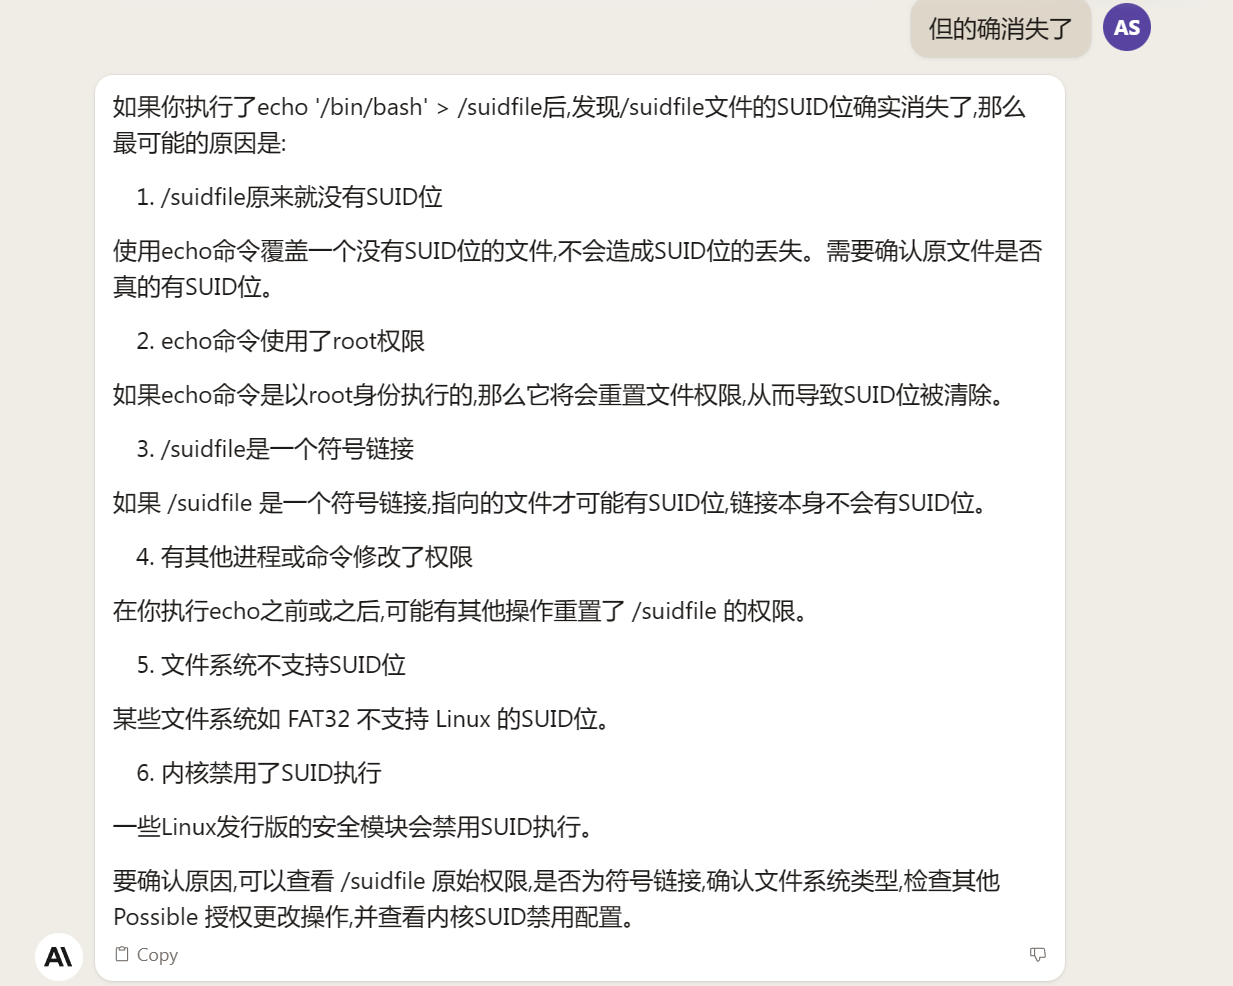 但的确消失了
AS
如果你执行了echo '/bin/bash' > /suidfile后,发现/suidfile文件的SUID位确实消失了,那么
最可能的原因是:
1. /suidfile原来就没有SUID位
使用echo命令覆盖一个没有SUID位的文件,不会造成SUID位的丢失。需要确认原文件是否
真的有SUID位。
2. echo命令使用了root权限
如果echo命令是以root身份执行的,那么它将会重置文件权限,从而导致SUID位被清除。
3. /suidfile是一个符号链接
如果 /suidfile 是一个符号链接,指向的文件才可能有SUID位,链接本身不会有SUID位。
4. 有其他进程或命令修改了权限
在你执行echo之前或之后,可能有其他操作重置了 /suidfile 的权限。
5. 文件系统不支持SUID位
某些文件系统如 FAT32 不支持 Linux 的SUID位。
6. 内核禁用了SUID执行
一些Linux发行版的安全模块会禁用SUID执行。
要确认原因,可以查看 /suidfile 原始权限,是否为符号链接,确认文件系统类型,检查其他
Possible 授权更改操作,并查看内核SUID禁用配置。
A\
Copy